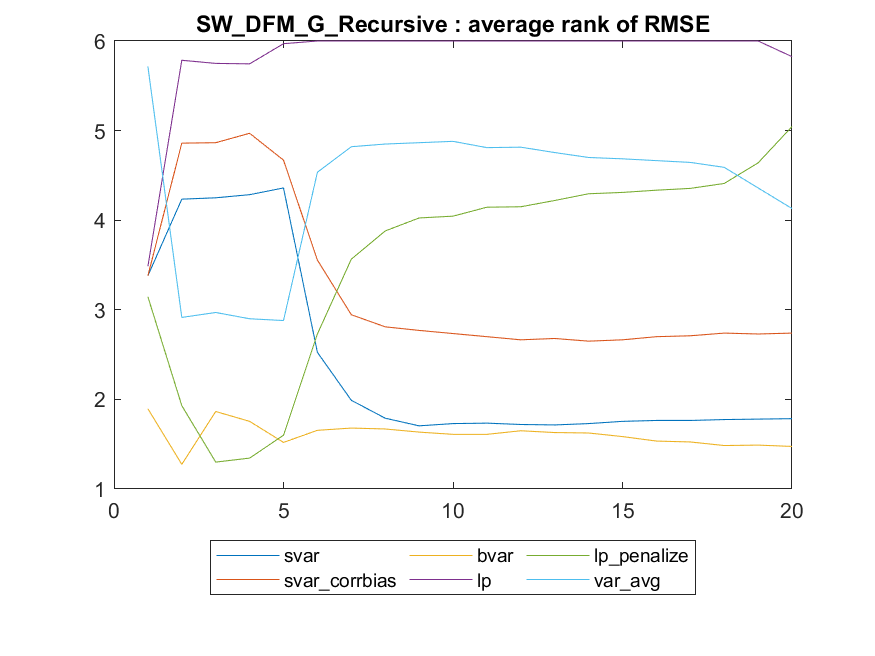 SW_DFM_G_Recursive : average rank of RMSE
6
5
4
3
2
1
0 5 10 15 20
svar bvar lp_penalize
svar_corrbias lp var_avg